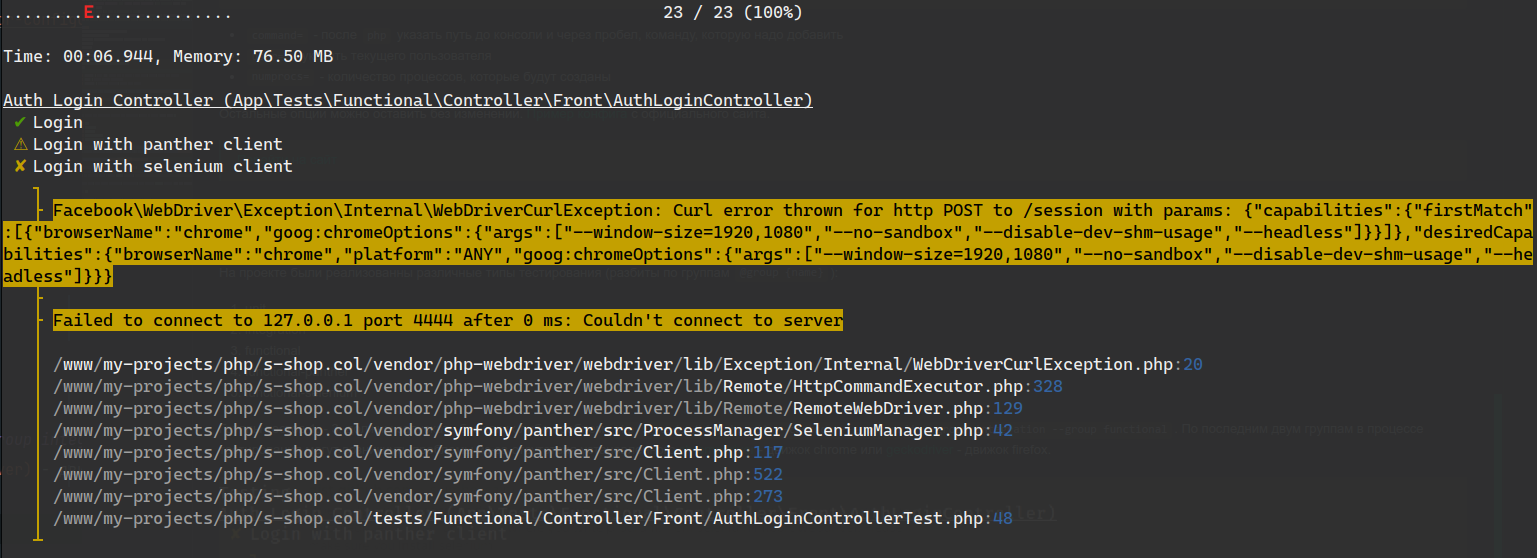 ........E..............                                           23 / 23 (100%)
Time: 00:06.944, Memory: 76.50 MB
Auth Login Controller (App\Tests\Functional\Controller\Front\AuthLoginController)
✔ Login
⚠ Login with panther client
✘ Login with selenium client
Facebook\WebDriver\Exception\Internal\WebDriverCurlException: Curl error thrown for http POST to /session with params: {"capabilities":{"firstMatch"
:[{"browserName":"chrome","goog:chromeOptions":{"args":["--window-size=1920,1080","--no-sandbox","--disable-dev-shm-usage","--headless"]}}]},"desiredCapa
bilities":{"browserName":"chrome","platform":"ANY","goog:chromeOptions":{"args":["--window-size=1920,1080","--no-sandbox","--disable-dev-shm-usage","--he
adless"]}}}
Failed to connect to 127.0.0.1 port 4444 after 0 ms: Couldn't connect to server
/www/my-projects/php/s-shop.col/vendor/php-webdriver/webdriver/lib/Exception/Internal/WebDriverCurlException.php:20
/www/my-projects/php/s-shop.col/vendor/php-webdriver/webdriver/lib/Remote/HttpCommandExecutor.php:328
/www/my-projects/php/s-shop.col/vendor/php-webdriver/webdriver/lib/Remote/RemoteWebDriver.php:129
/www/my-projects/php/s-shop.col/vendor/symfony/panther/src/ProcessManager/SeleniumManager.php:42
/www/my-projects/php/s-shop.col/vendor/symfony/panther/src/Client.php:117
/www/my-projects/php/s-shop.col/vendor/symfony/panther/src/Client.php:522
/www/my-projects/php/s-shop.col/vendor/symfony/panther/src/Client.php:273
/www/my-projects/php/s-shop.col/tests/Functional/Controller/Front/AuthLoginControllerTest.php:48
Login with panther client